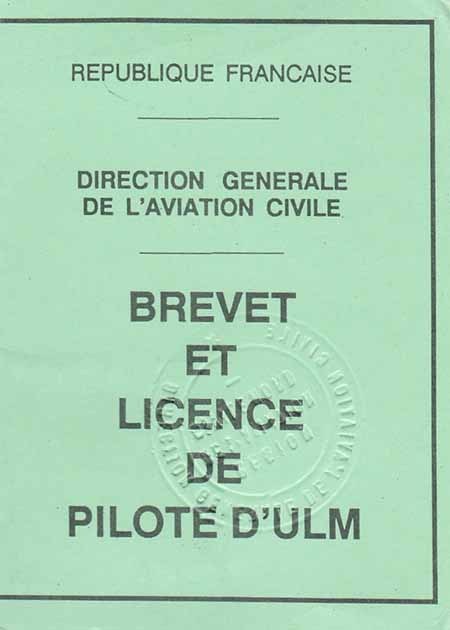 REPUBLIQUE FRANCAISE
DIRECTION GENERALE
DE L'AVIATION CIVILE
BREVET
ET
LICENCE
DE
PILOTE D'ULM